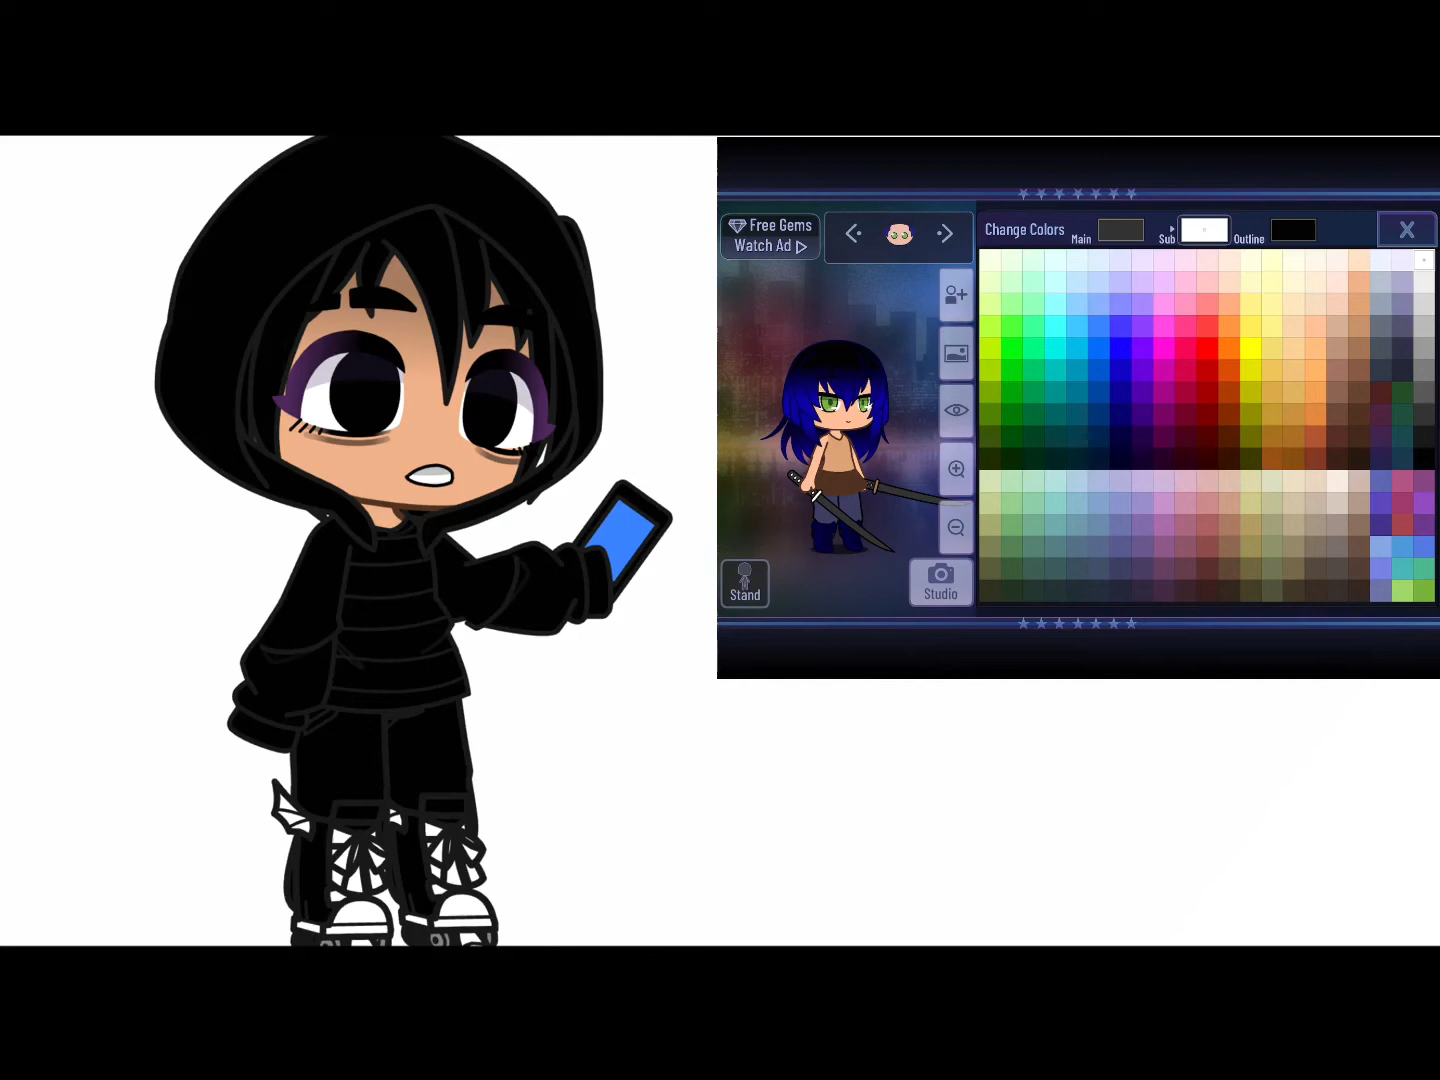 Free Gems
Watch Ad
Change Colors
Main
Sub
Outline
X
Stand
Studio